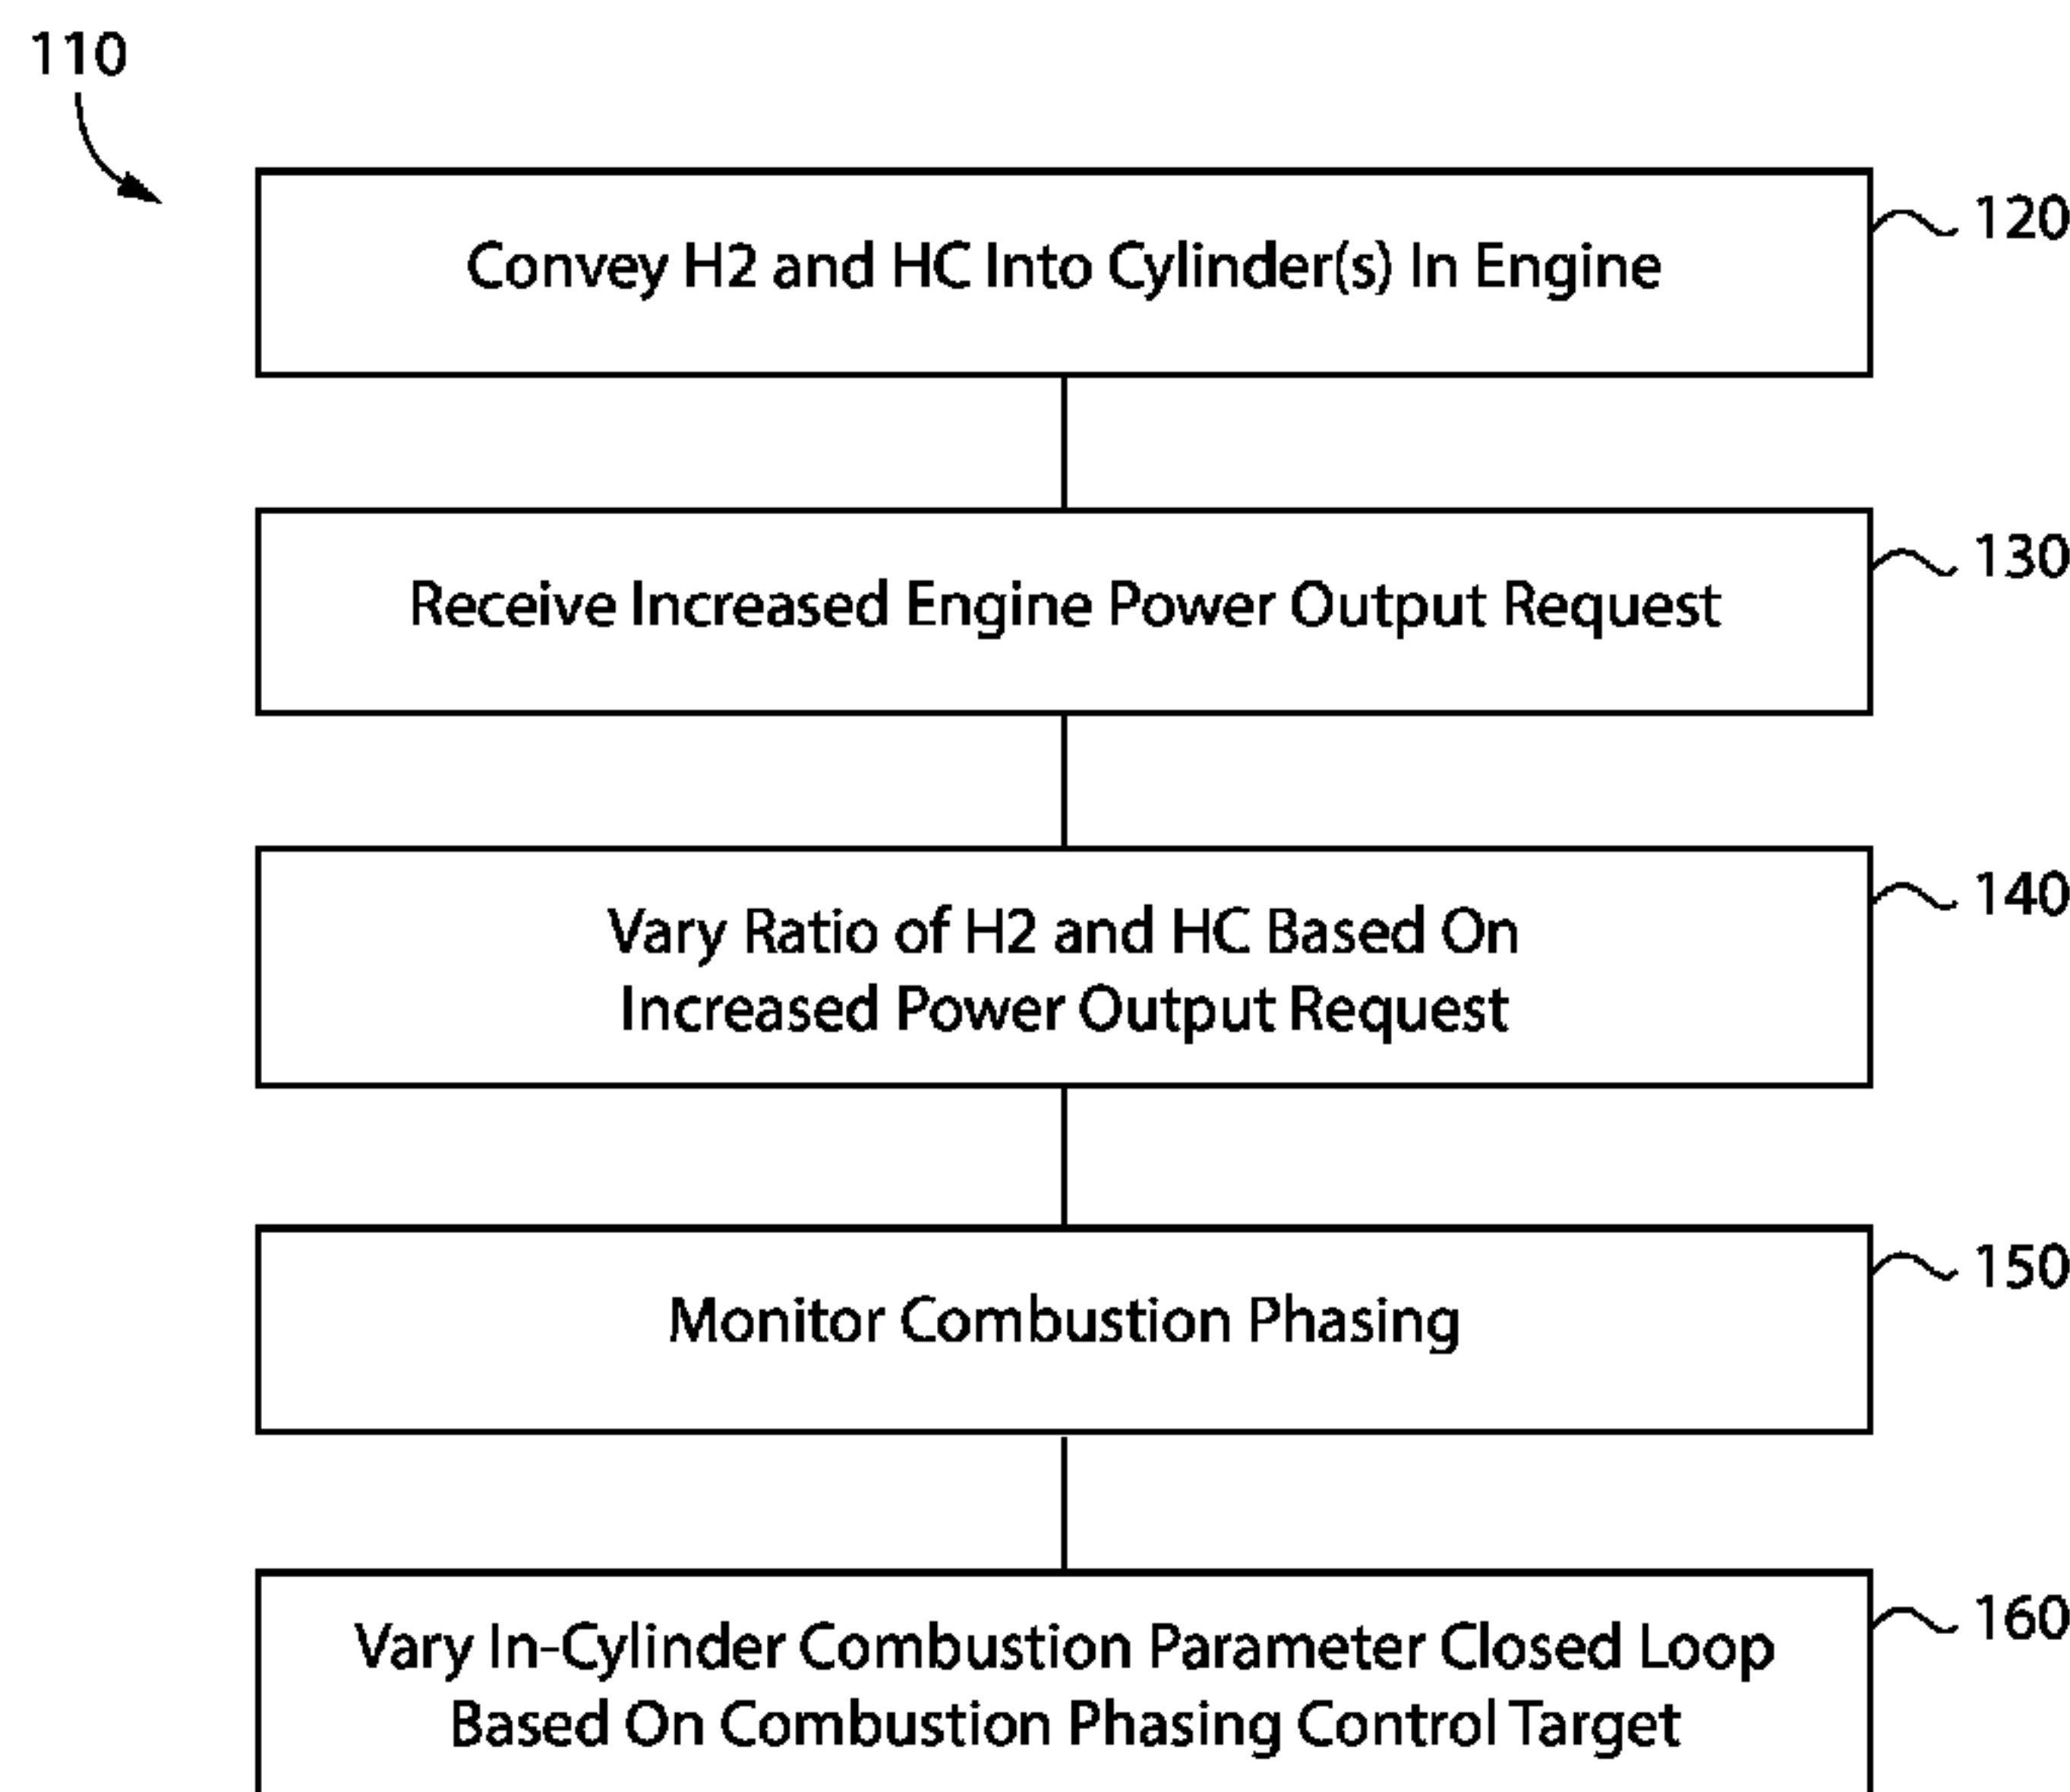 110
Convey H2 and HC Into Cylinder(s) In Engine
120
Receive Increased Engine Power Output Request
130
Vary Ratio of H2 and HC Based On
Increased Power Output Request
140
Monitor Combustion Phasing
150
Vary In-Cylinder Combustion Parameter Closed Loop
Based On Combustion Phasing Control Target
160